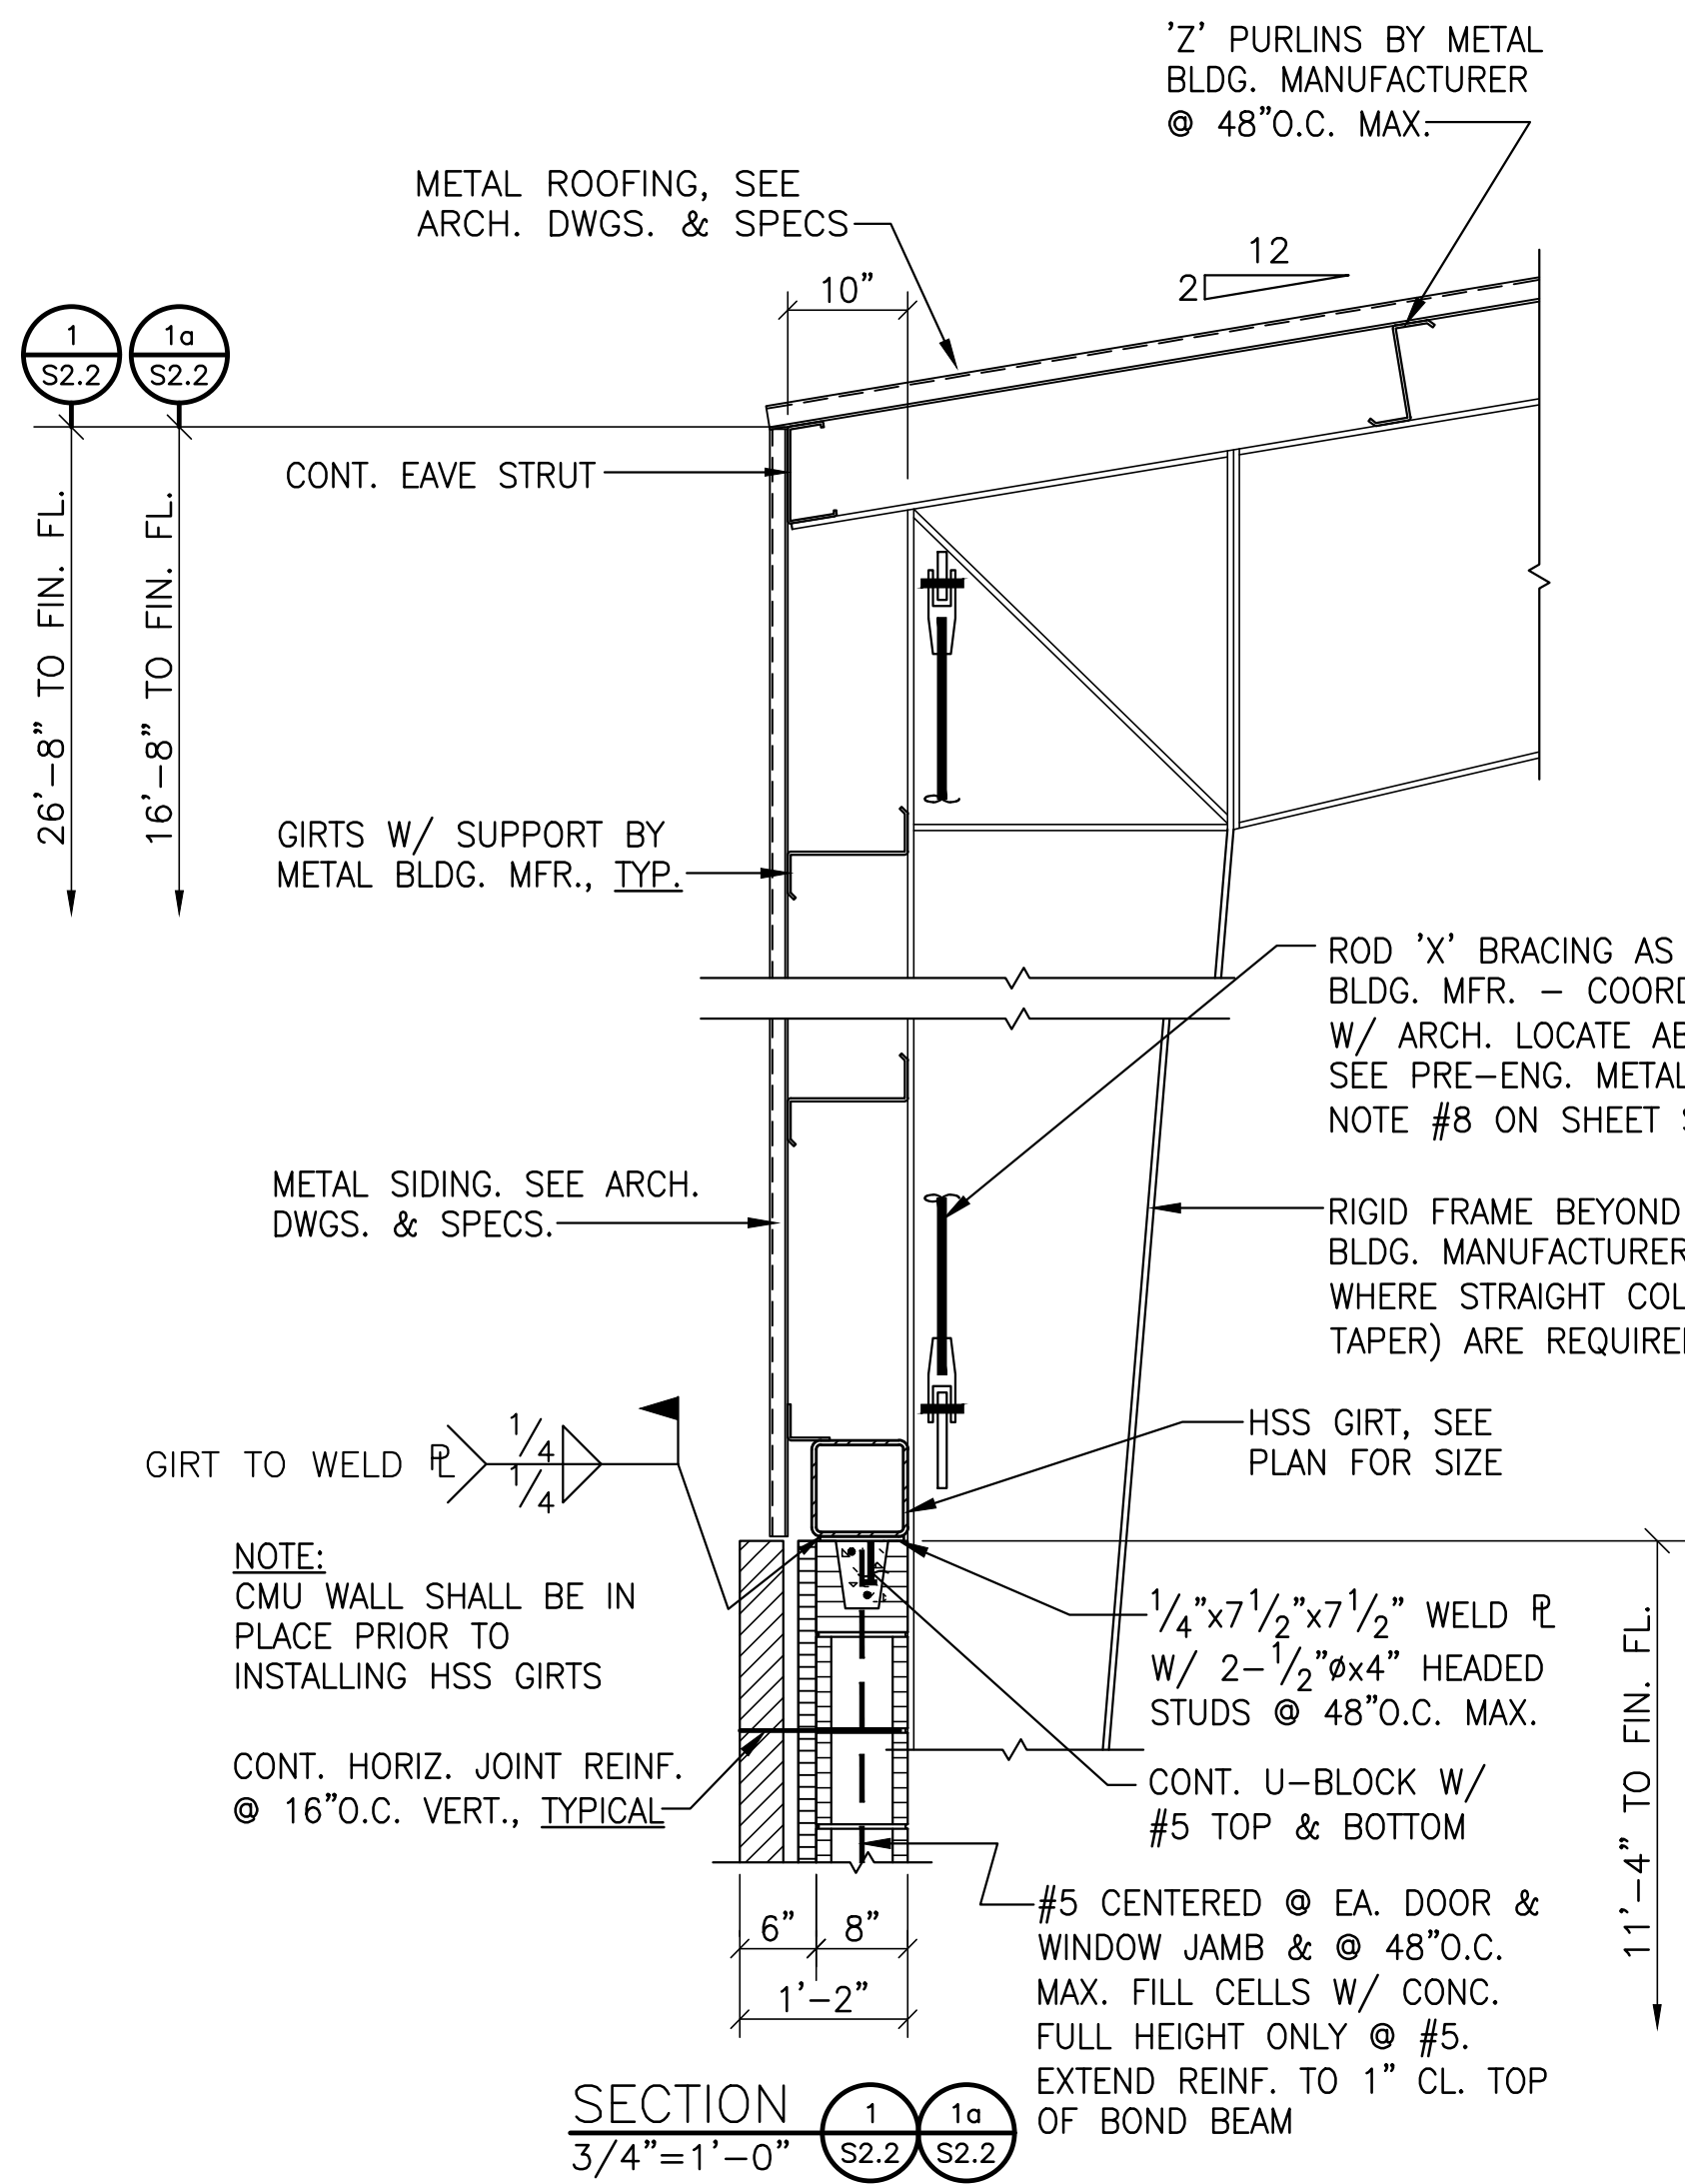 'Z' PURLINS BY METAL
BLDG. MANUFACTURER
@ 48"O.C. MAX.
METAL ROOFING, SEE
ARCH. DWGS. & SPECS
12
2
10"
1
S2.2
1a
S2.2
CONT. EAVE STRUT
26'-8" TO FIN. FL.
16'-8" TO FIN. FL.
GIRTS W/ SUPPORT BY
METAL BLDG. MFR., TYP.
ROD 'X' BRACING AS
BLDG. MFR. - COORD
W/ ARCH. LOCATE
SEE PRE-ENG. METAL
NOTE #8 ON SHEET
METAL SIDING. SEE ARCH.
DWGS. & SPECS.
RIGID FRAME BEYOND
BLDG. MANUFACTURER
WHERE STRAIGHT COL
TAPER) ARE REQUIRE
GIRT TO WELD ℙL
1/4
1/4
HSS GIRT, SEE
PLAN FOR SIZE
NOTE:
CMU WALL SHALL BE IN
PLACE PRIOR TO
INSTALLING HSS GIRTS
1/4"x7 1/2"x7 1/2" WELD ℙL
W/ 2-1/2"øx4" HEADED
STUDS @ 48"O.C. MAX.
CONT. HORIZ. JOINT REINF.
@ 16"O.C. VERT., TYPICAL
CONT. U-BLOCK W/
#5 TOP & BOTTOM
11'-4" TO FIN. FL.
#5 CENTERED @ EA. DOOR &
WINDOW JAMB & @ 48"O.C.
MAX. FILL CELLS W/ CONC.
FULL HEIGHT ONLY @ #5.
EXTEND REINF. TO 1" CL. TOP
OF BOND BEAM
6"
8"
1'-2"
SECTION
3/4"=1'-0"
1
S2.2
1a
S2.2